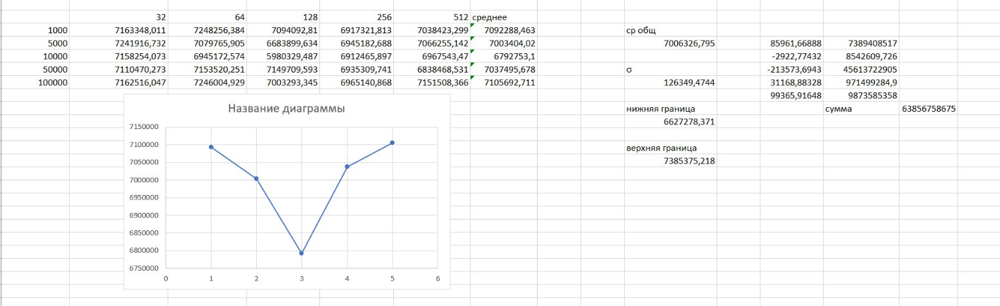 32 64 128 256 512 среднее
1000 7163348,011 7248256,384 7094092,81 6917321,813 7038423,299 7092288,463 ср общ
5000 7241916,732 7079765,905 6683899,634 6945182,688 7066255,142 7003404,02 7006326,795 85961,66888 7389408517
10000 7158254,073 6945172,574 5980329,487 6912465,897 6967543,47 6792753,1 -2922,77432 8542609,726
50000 7110470,273 7153520,251 7149709,593 6935309,741 6838468,531 7037495,678 σ -213573,6943 45613722905
100000 7162516,047 7246004,929 7003293,345 6965140,868 7151508,366 7105692,711 126349,4744 31168,88328 971499284,9
99365,91648 9873585358
нижняя граница сумма 63856758675
6627278,371
верхняя граница
7385375,218
Название диаграммы
7150000
7100000
7050000
7000000
6950000
6900000
6850000
6800000
6750000
0 1 2 3 4 5 6